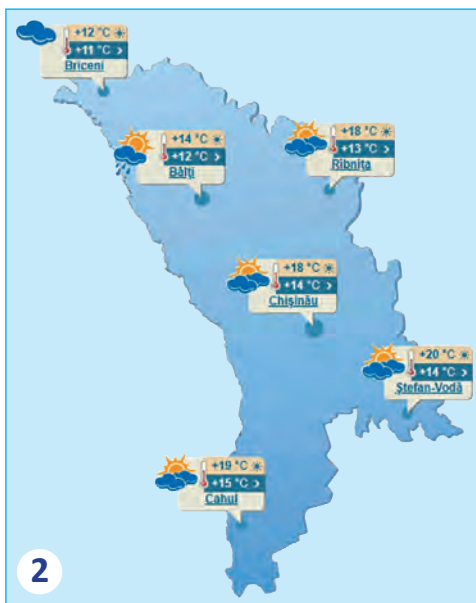 +12 °C
+11 °C
Briceni
+14 °C
+12 °C
Bălți
+18 °C
+13 °C
Rîbnița
+18 °C
+14 °C
Chișinău
+20 °C
+14 °C
Ștefan-Vodă
+19 °C
+15 °C
Cahul
2